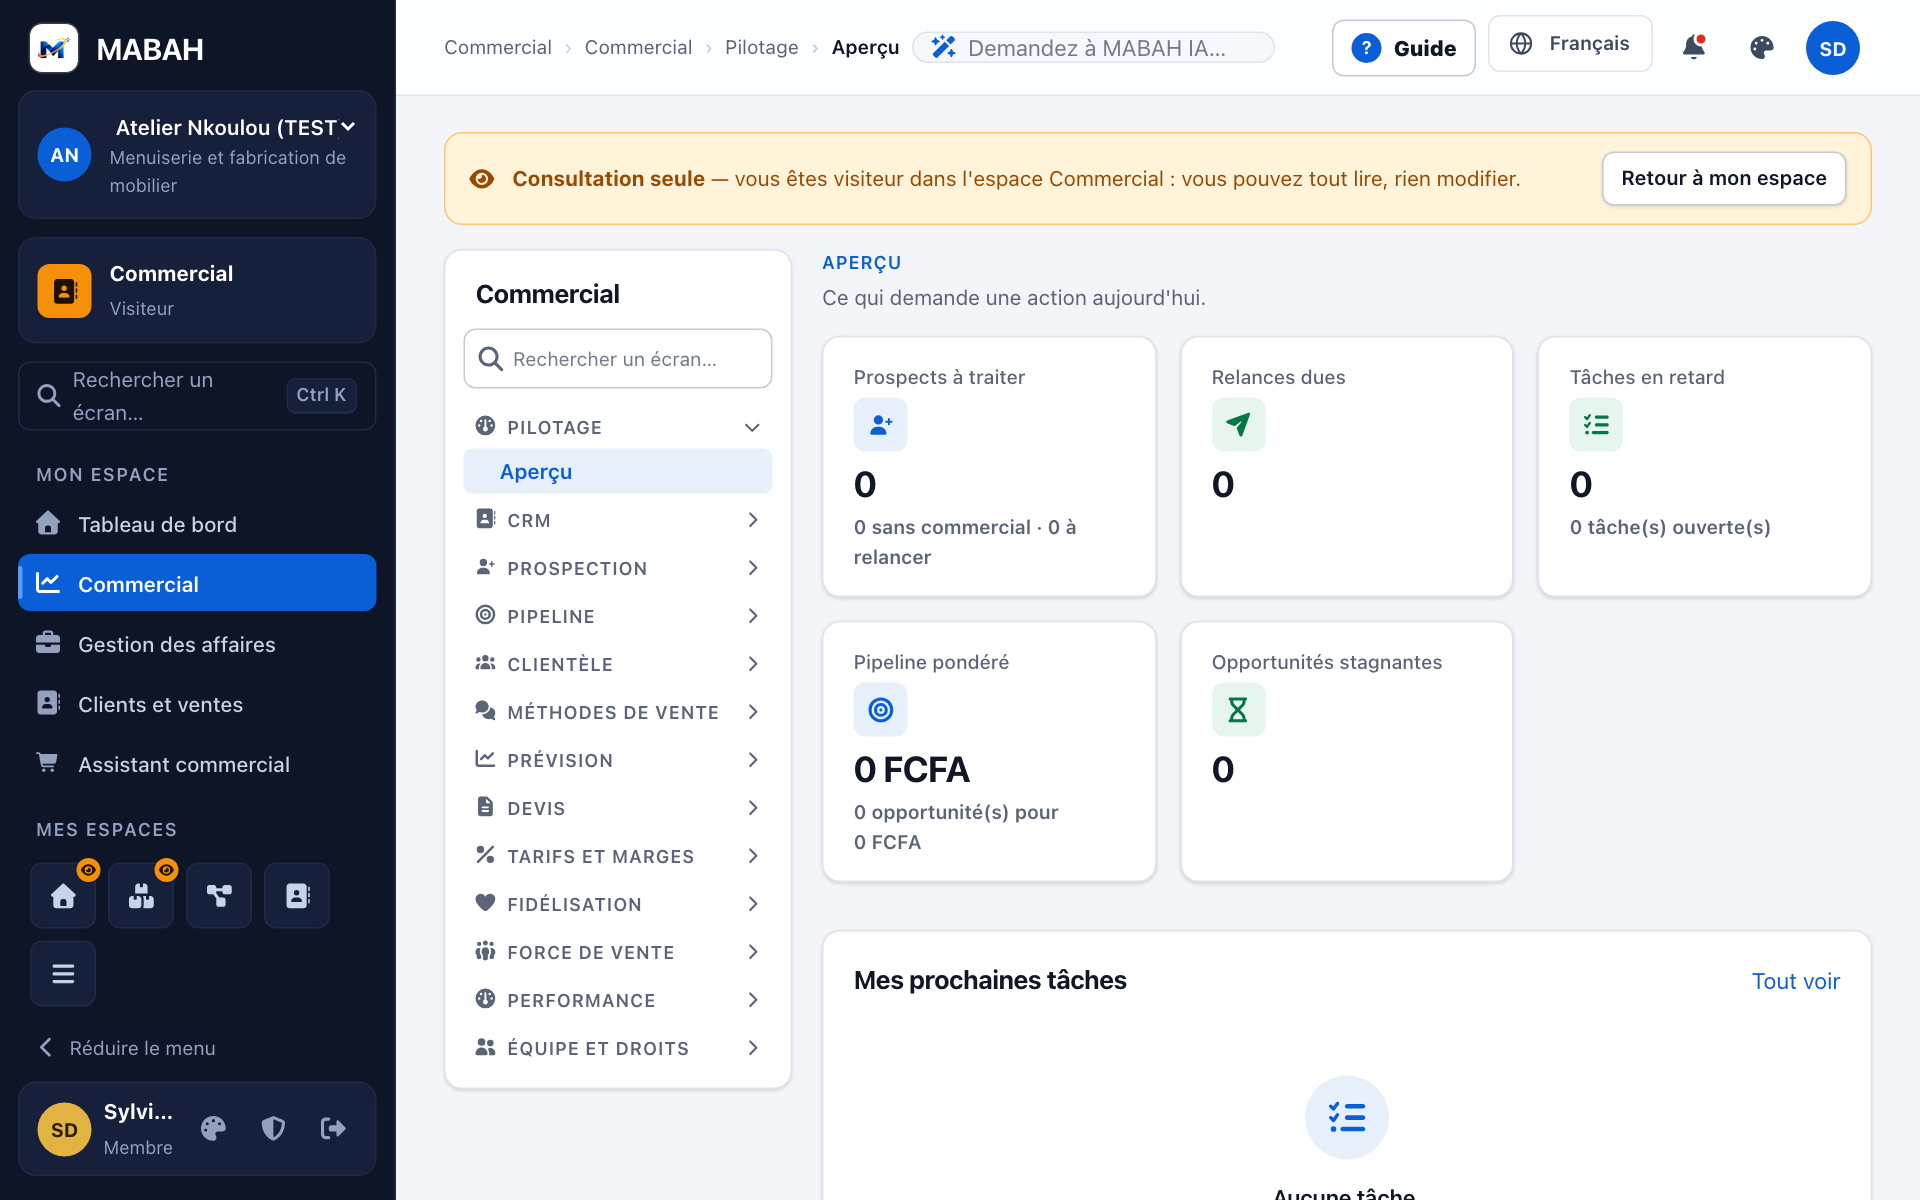 MABAH
AN
Atelier Nkoulou (TEST
Menuiserie et fabrication de
mobilier
Commercial
Visiteur
Rechercher un
écran...
Ctrl K
MON ESPACE
Tableau de bord
Commercial
Gestion des affaires
Clients et ventes
Assistant commercial
MES ESPACES
Réduire le menu
SD
Sylvi...
Membre
Commercial › Commercial › Pilotage › Aperçu
Demandez à MABAH IA...
? Guide
Français
SD
Consultation seule — vous êtes visiteur dans l'espace Commercial : vous pouvez tout lire, rien modifier.
Retour à mon espace
Commercial
Rechercher un écran...
PILOTAGE
Aperçu
CRM
PROSPECTION
PIPELINE
CLIENTÈLE
MÉTHODES DE VENTE
PRÉVISION
DEVIS
TARIFS ET MARGES
FIDÉLISATION
FORCE DE VENTE
PERFORMANCE
ÉQUIPE ET DROITS
APERÇU
Ce qui demande une action aujourd'hui.
Prospects à traiter
0
0 sans commercial · 0 à
relancer
Relances dues
0
Tâches en retard
0
0 tâche(s) ouverte(s)
Pipeline pondéré
0 FCFA
0 opportunité(s) pour
0 FCFA
Opportunités stagnantes
0
Mes prochaines tâches
Tout voir
Aucune tâche